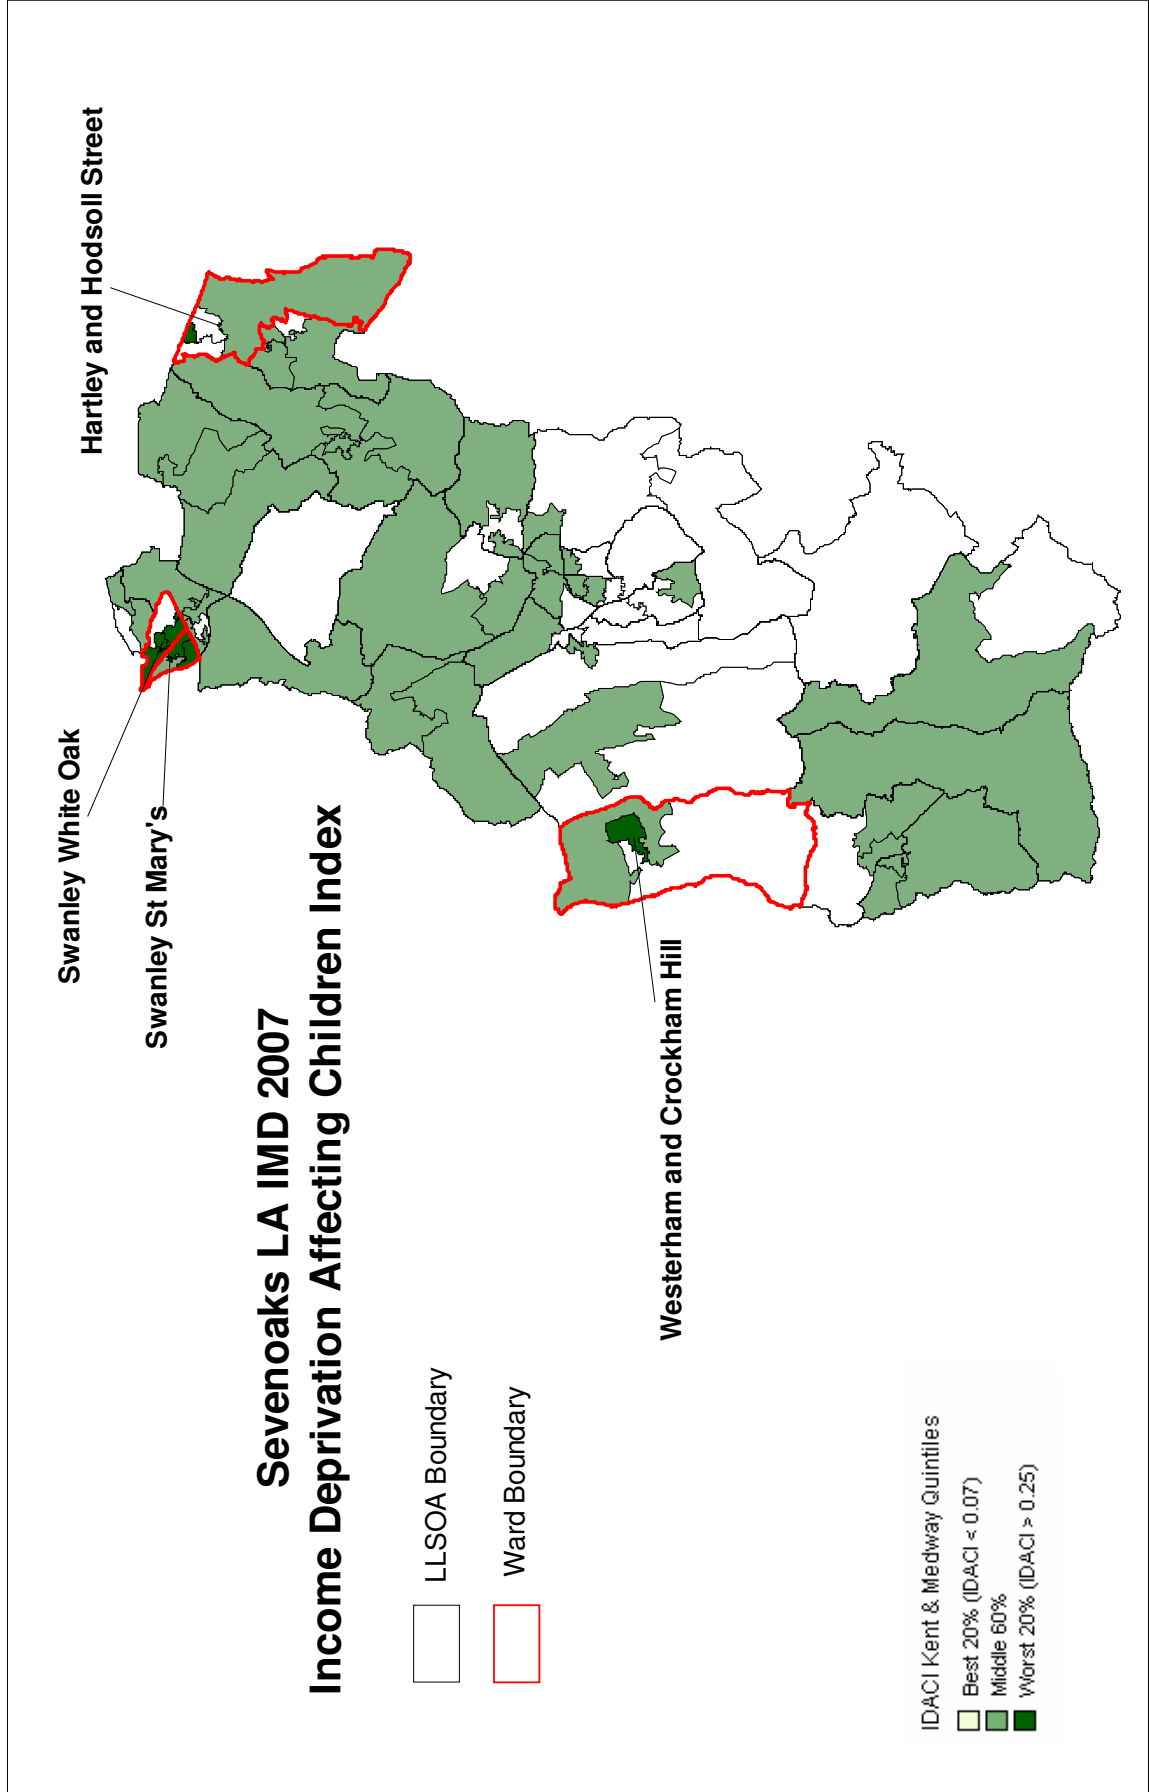 Sevenoaks LA IMD 2007
Income Deprivation Affecting Children Index
Swanley White Oak
Swanley St Mary's
Hartley and Hodsoll Street
Westerham and Crockham Hill
LLSOA Boundary
Ward Boundary
IDACI Kent & Medway Quintiles
Best 20% (IDACI < 0.07)
Middle 60%
Worst 20% (IDACI > 0.25)